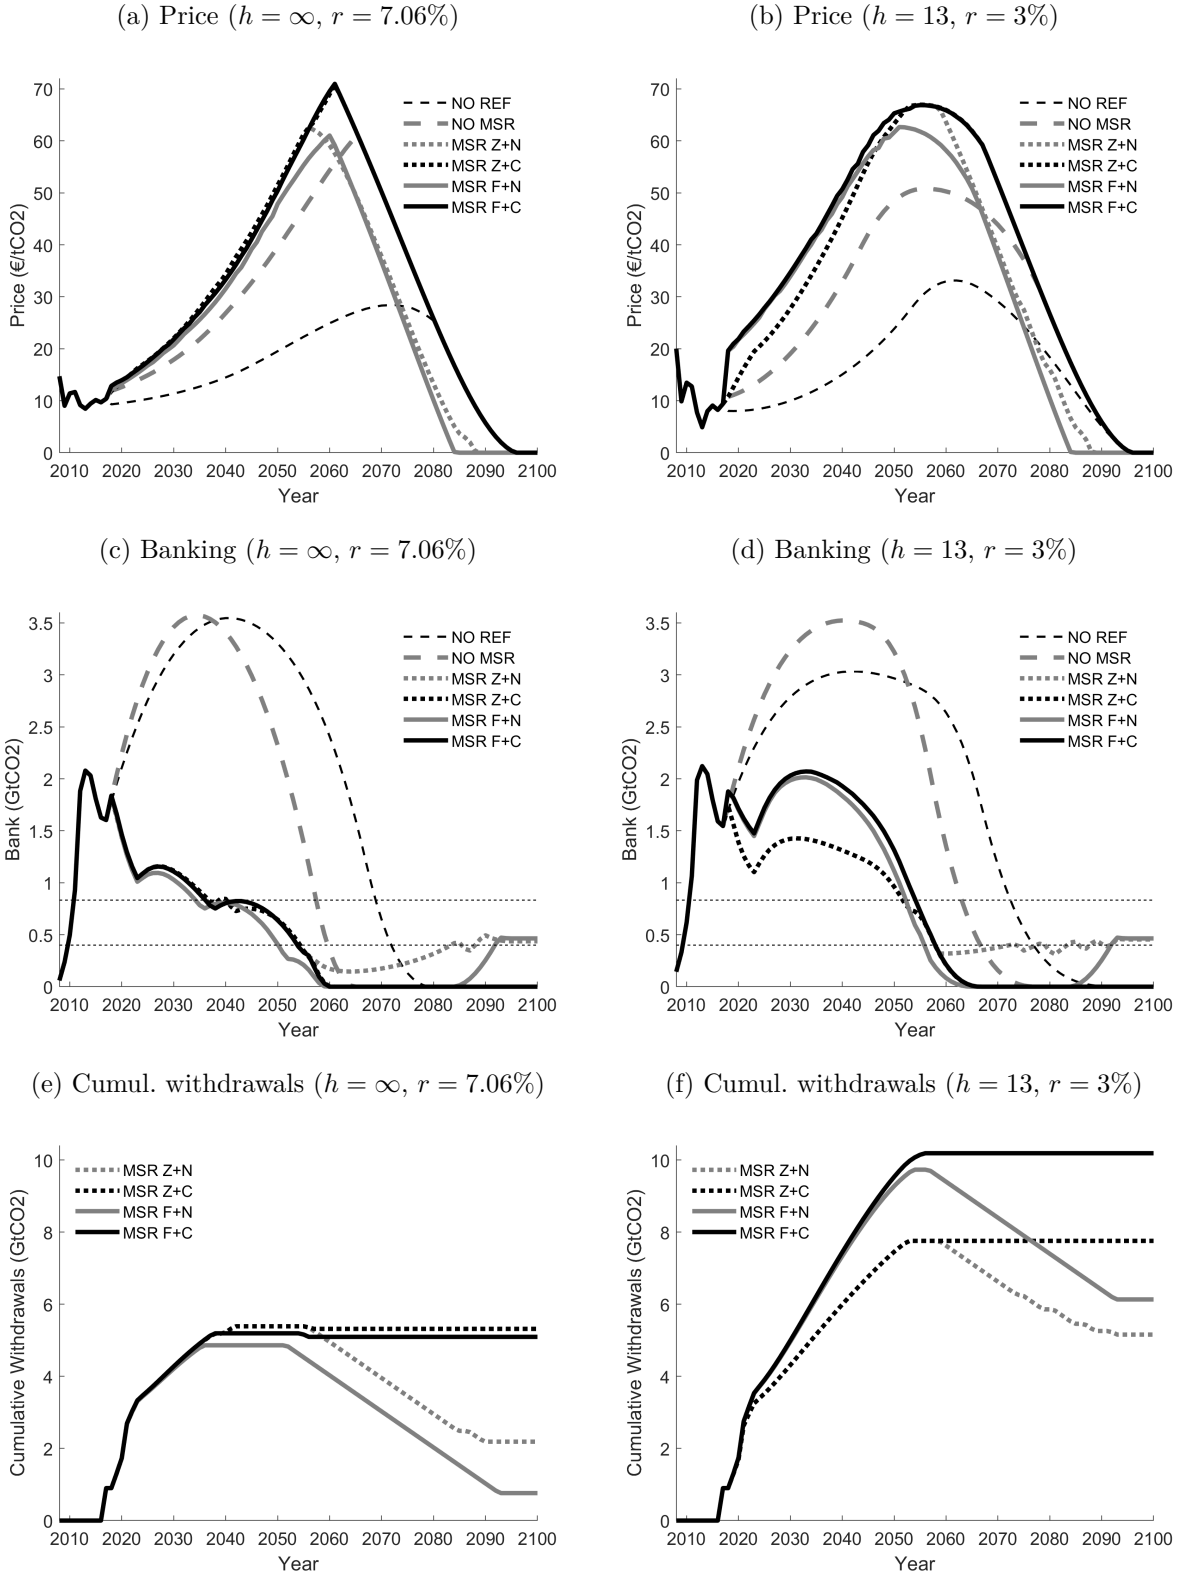 (a) Price (h = ∞, r = 7.06%)
Price (€/tCO2)
70
60
50
40
30
20
10
0
NO REF
NO MSR
MSR Z+N
MSR Z+C
MSR F+N
MSR F+C
2010 2020 2030 2040 2050 2060 2070 2080 2090 2100
Year
(b) Price (h = 13, r = 3%)
Price (€/tCO2)
70
60
50
40
30
20
10
0
NO REF
NO MSR
MSR Z+N
MSR Z+C
MSR F+N
MSR F+C
2010 2020 2030 2040 2050 2060 2070 2080 2090 2100
Year
(c) Banking (h = ∞, r = 7.06%)
Bank (GtCO2)
3.5
3
2.5
2
1.5
1
0.5
0
NO REF
NO MSR
MSR Z+N
MSR Z+C
MSR F+N
MSR F+C
2010 2020 2030 2040 2050 2060 2070 2080 2090 2100
Year
(d) Banking (h = 13, r = 3%)
Bank (GtCO2)
3.5
3
2.5
2
1.5
1
0.5
0
NO REF
NO MSR
MSR Z+N
MSR Z+C
MSR F+N
MSR F+C
2010 2020 2030 2040 2050 2060 2070 2080 2090 2100
Year
(e) Cumul. withdrawals (h = ∞, r = 7.06%)
Cumulative Withdrawals (GtCO2)
10
8
6
4
2
0
MSR Z+N
MSR Z+C
MSR F+N
MSR F+C
2010 2020 2030 2040 2050 2060 2070 2080 2090 2100
Year
(f) Cumul. withdrawals (h = 13, r = 3%)
Cumulative Withdrawals (GtCO2)
10
8
6
4
2
0
MSR Z+N
MSR Z+C
MSR F+N
MSR F+C
2010 2020 2030 2040 2050 2060 2070 2080 2090 2100
Year